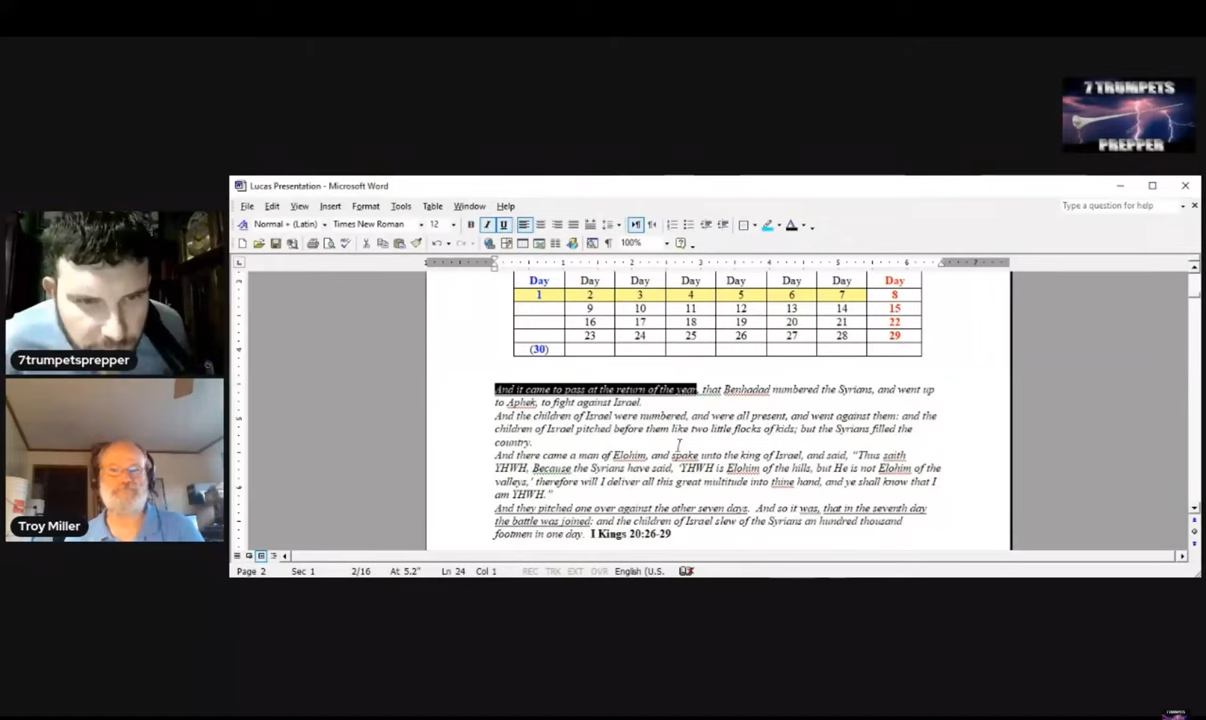 7 TRUMPETS
PREPPER
Lucas Presentation - Microsoft Word
File Edit View Insert Format Tools Table Window Help
Type a question for help
Normal + (Latin) Times New Roman 12 B I U A
100%
1 1 2 3 4 5 6 7
Day Day Day Day Day Day Day Day
1 2 3 4 5 6 7 8
9 10 11 12 13 14 15
16 17 18 19 20 21 22
23 24 25 26 27 28 29
(30)
And it came to pass at the return of the year, that Benhadad numbered the Syrians, and went up
to Aphek, to fight against Israel.
And the children of Israel were numbered, and were all present, and went against them: and the
children of Israel pitched before them like two little flocks of kids; but the Syrians filled the
country.
And there came a man of Elohim, and spake unto the king of Israel, and said, “Thus saith
YHWH, Because the Syrians have said, ‘YHWH is Elohim of the hills, but He is not Elohim of the
valleys,’ therefore will I deliver all this great multitude into thine hand, and ye shall know that I
am YHWH.”
And they pitched one over against the other seven days. And so it was, that in the seventh day
the battle was joined: and the children of Israel slew of the Syrians an hundred thousand
footmen in one day. I Kings 20:26-29
Page 2 Sec 1 2/16 At 5.2" Ln 24 Col 1 REC TRK EXT OVR English (U.S.
7trumpetsprepper
Troy Miller